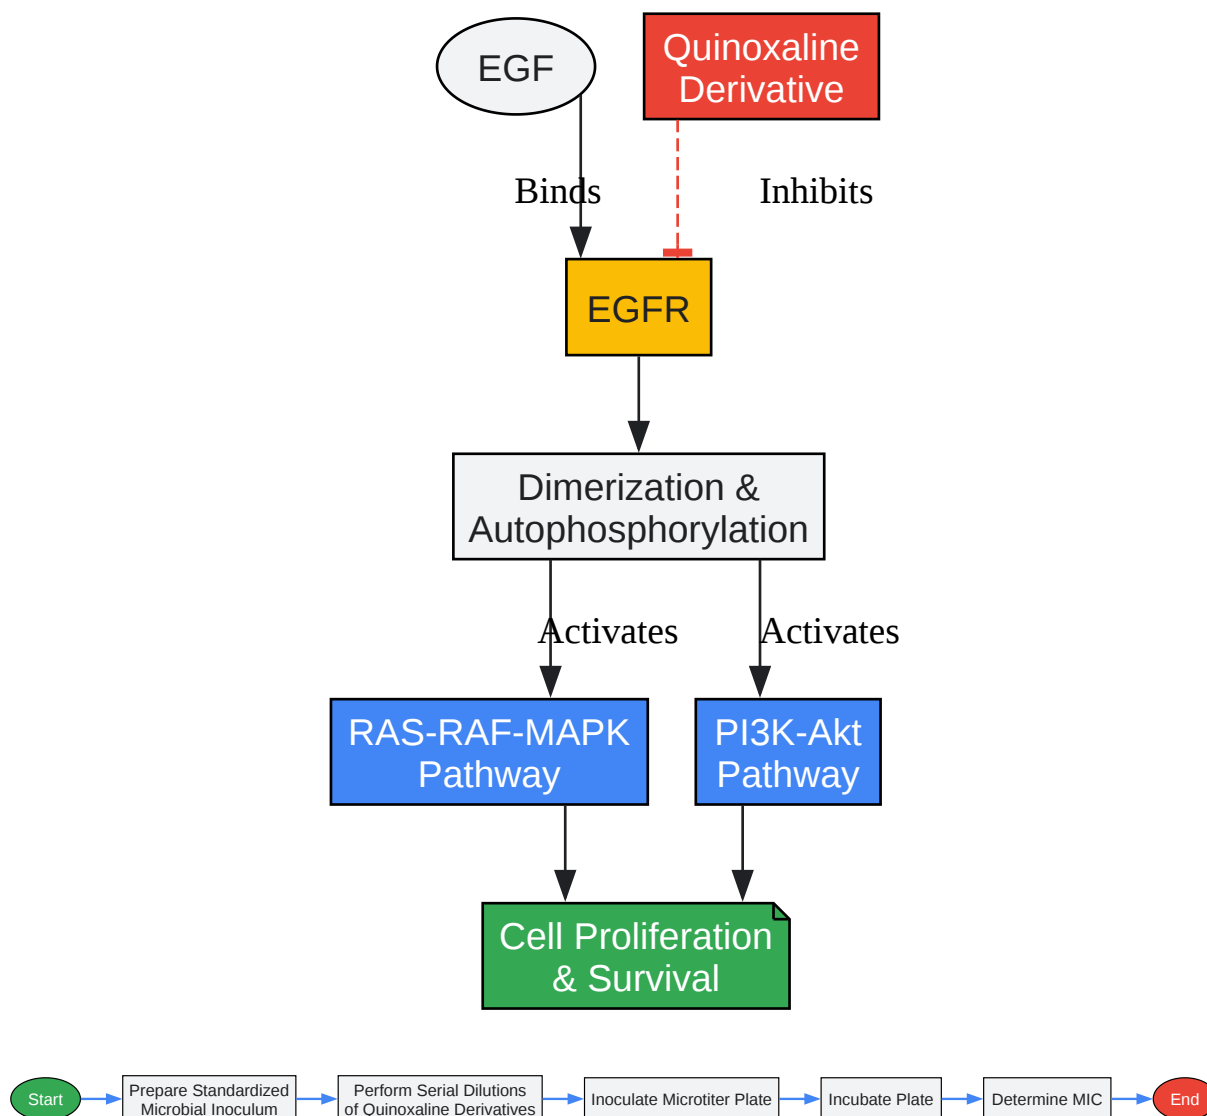 EGF
Quinoxaline
Derivative
Binds
Inhibits
EGFR
Dimerization &
Autophosphorylation
Activates
Activates
RAS-RAF-MAPK
Pathway
PI3K-Akt
Pathway
Cell Proliferation
& Survival
Start
Prepare Standardized
Microbial Inoculum
Perform Serial Dilutions
of Quinoxaline Derivatives
Inoculate Microtiter Plate
Incubate Plate
Determine MIC
End